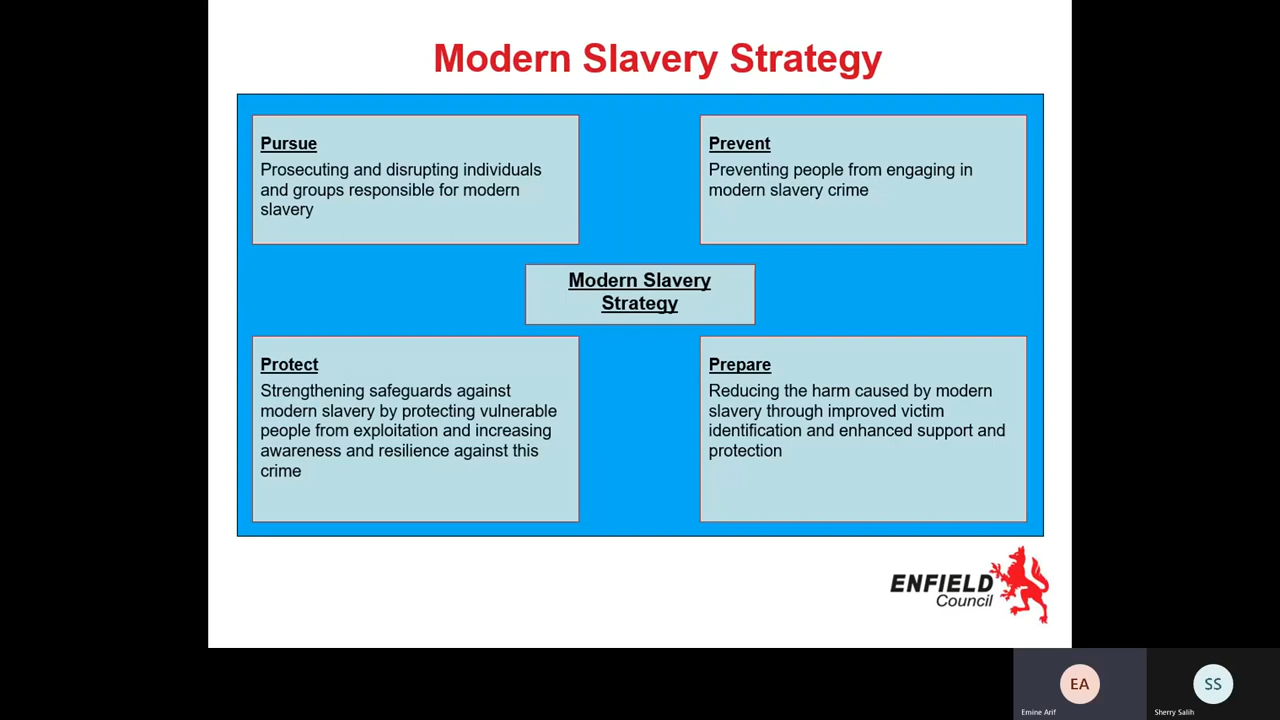 Modern Slavery Strategy
Pursue
Prosecuting and disrupting individuals
and groups responsible for modern
slavery
Prevent
Preventing people from engaging in
modern slavery crime
Modern Slavery
Strategy
Protect
Strengthening safeguards against
modern slavery by protecting vulnerable
people from exploitation and increasing
awareness and resilience against this
crime
Prepare
Reducing the harm caused by modern
slavery through improved victim
identification and enhanced support and
protection
ENFIELD
Council
EA
Emine Arif
SS
Sherry Salih